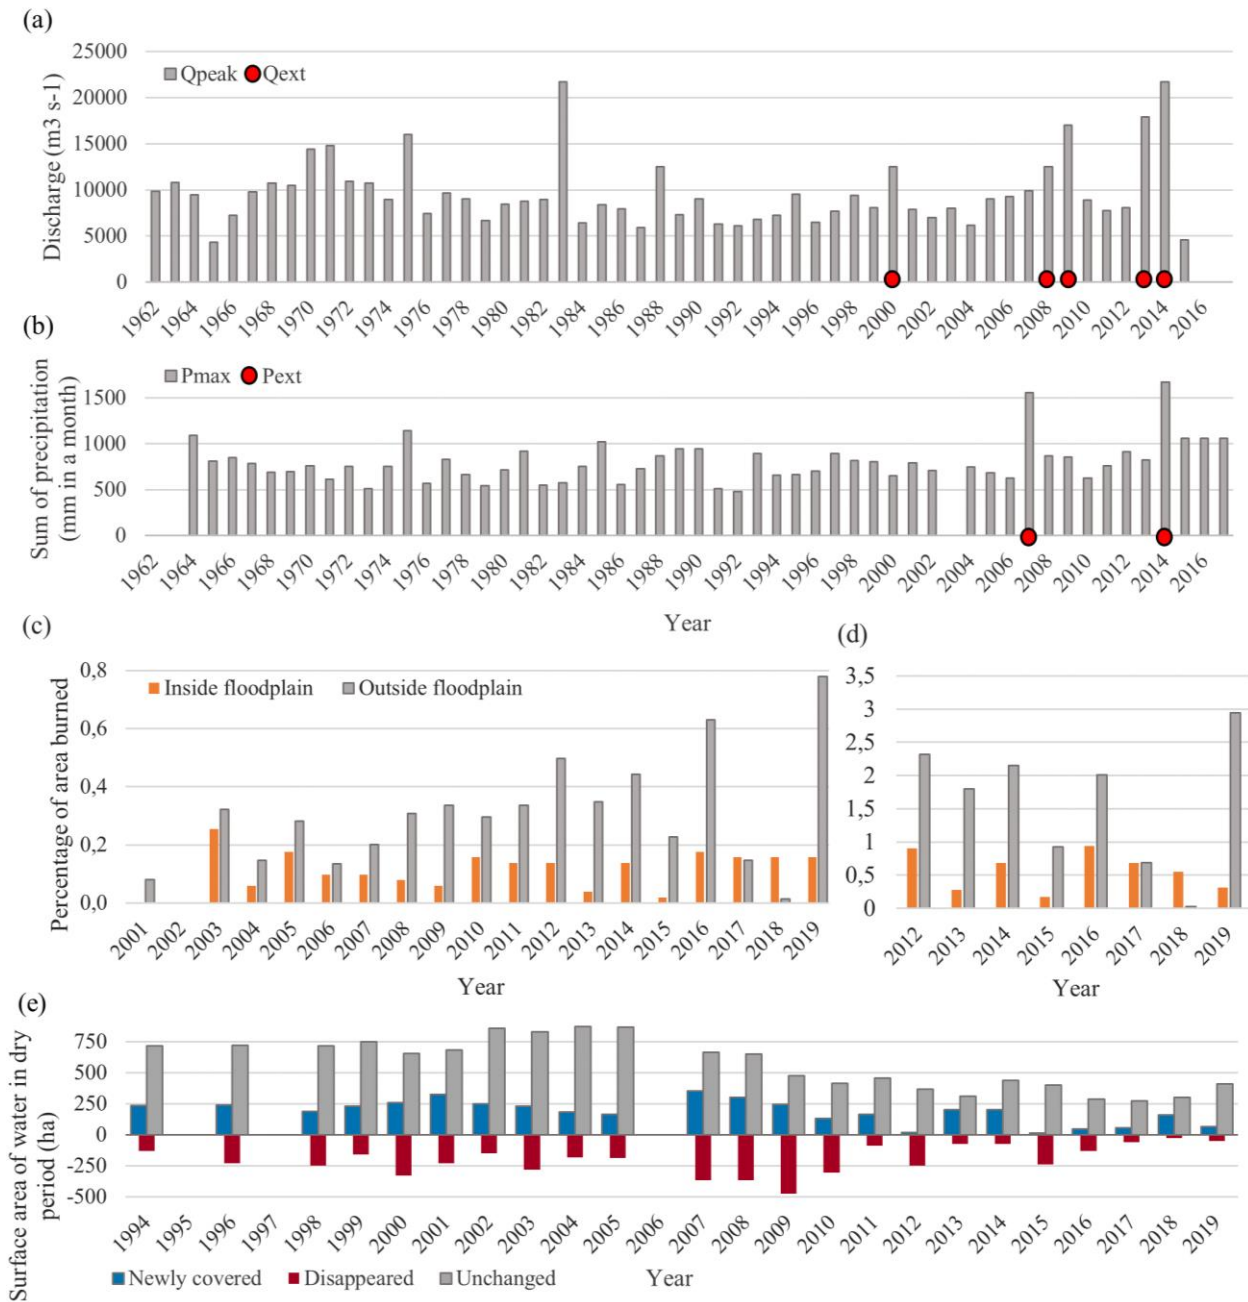 (a)
25000
20000
15000
10000
5000
0
Discharge (m3 s-1)
Qpeak Qext
1962 1964 1966 1968 1970 1972 1974 1976 1978 1980 1982 1984 1986 1988 1990 1992 1994 1996 1998 2000 2002 2004 2006 2008 2010 2012 2014 2016
(b)
Pmax Pext
1500
1000
500
0
Sum of precipitation
(mm in a month)
1962 1964 1966 1968 1970 1972 1974 1976 1978 1980 1982 1984 1986 1988 1990 1992 1994 1996 1998 2000 2002 2004 2006 2008 2010 2012 2014 2016
Year
(c)
0,8
0,6
0,4
0,2
0,0
Percentage of area burned
Inside floodplain Outside floodplain
2001 2002 2003 2004 2005 2006 2007 2008 2009 2010 2011 2012 2013 2014 2015 2016 2017 2018 2019
Year
(d)
3,5
3
2,5
2
1,5
1
0,5
0
2012 2013 2014 2015 2016 2017 2018 2019
Year
(e)
750
500
250
0
-250
-500
Surface area of water in dry
period (ha)
1994 1995 1996 1997 1998 1999 2000 2001 2002 2003 2004 2005 2006 2007 2008 2009 2010 2011 2012 2013 2014 2015 2016 2017 2018 2019
Newly covered Disappeared Unchanged
Year